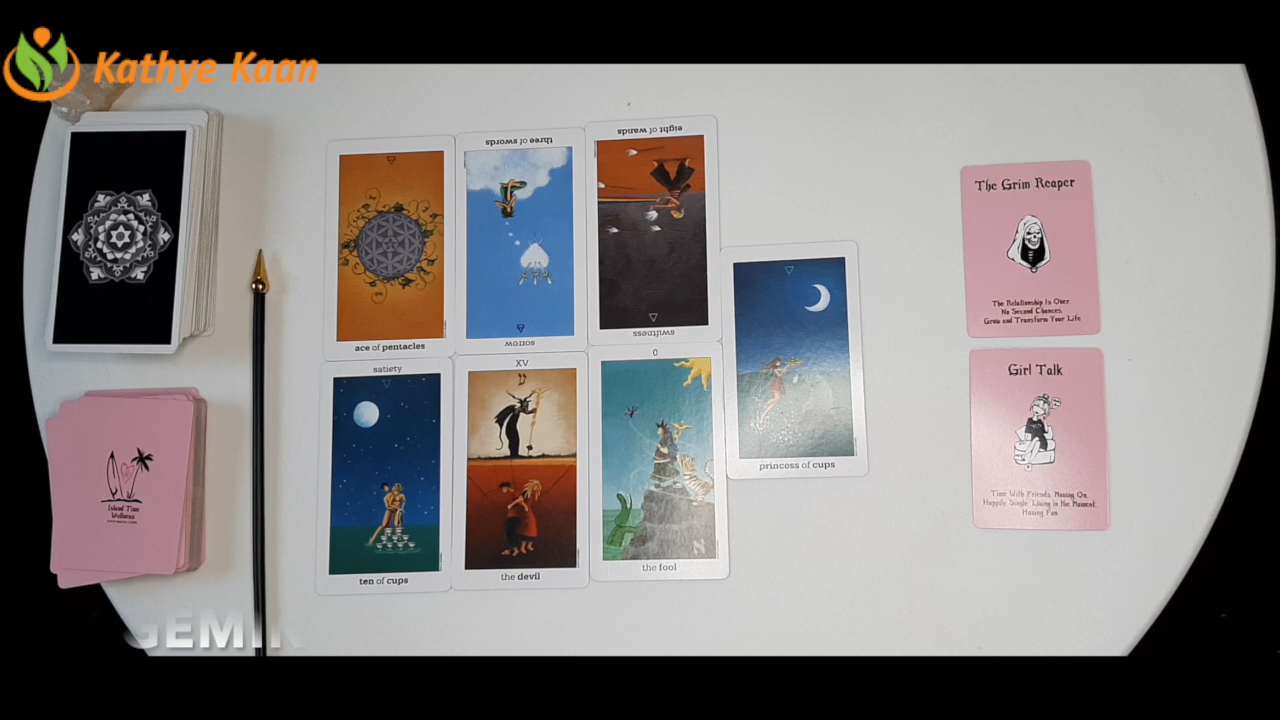 Kathye Kaan
three of swords
eight of wands
ace of pentacles
sorrow
swiftness
satiety
XV
0
ten of cups
the devil
the fool
princess of cups
The Grim Reaper
The Relationship Is Over.
No Second Chances.
Grow and Transform Your Life
Girl Talk
Time With Friends, Moving On,
Happily Single, Living in the Moment,
Having Fun
Island Time
Wellness
GEMIN